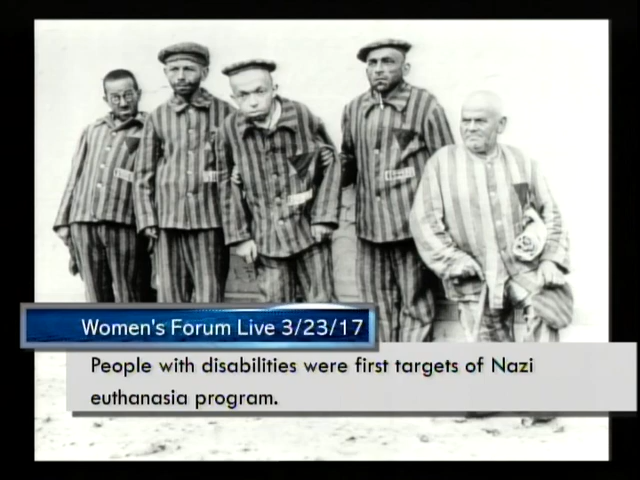 Women's Forum Live 3/23/17
People with disabilities were first targets of Nazi
euthanasia program.